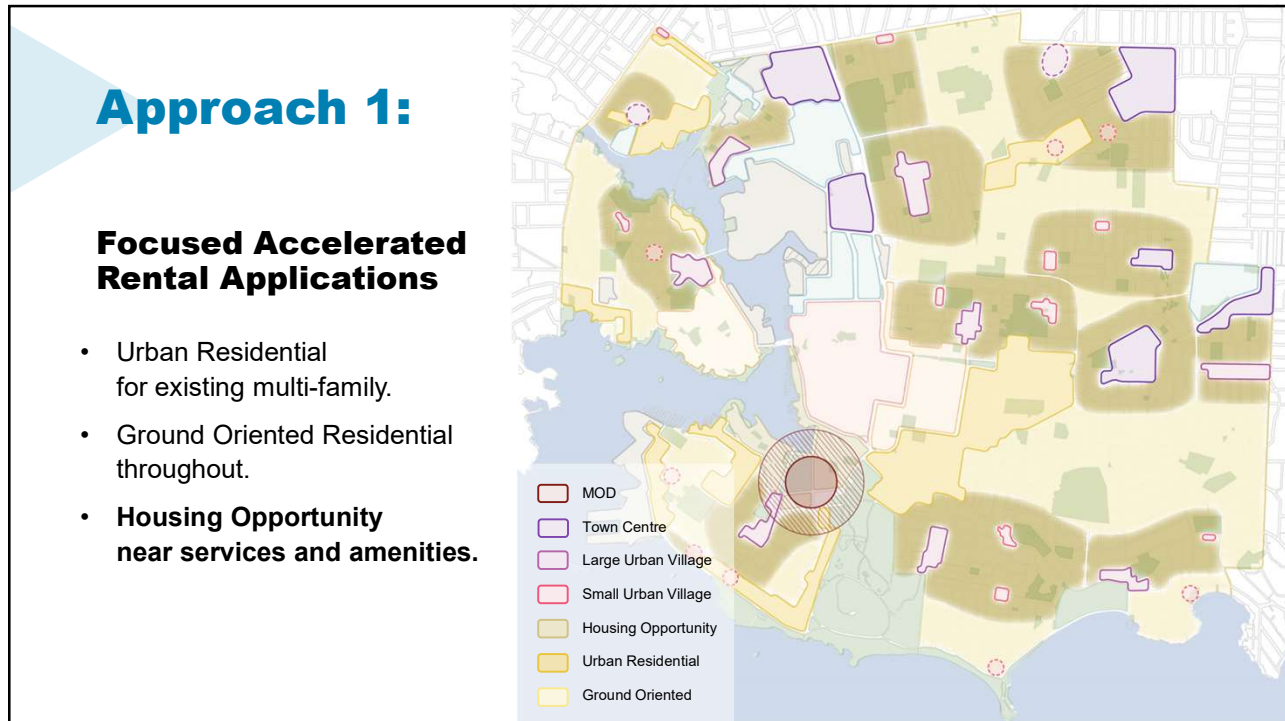 Approach 1:
Focused Accelerated
Rental Applications
• Urban Residential
for existing multi-family.
• Ground Oriented Residential
throughout.
• Housing Opportunity
near services and amenities.
MOD
Town Centre
Large Urban Village
Small Urban Village
Housing Opportunity
Urban Residential
Ground Oriented